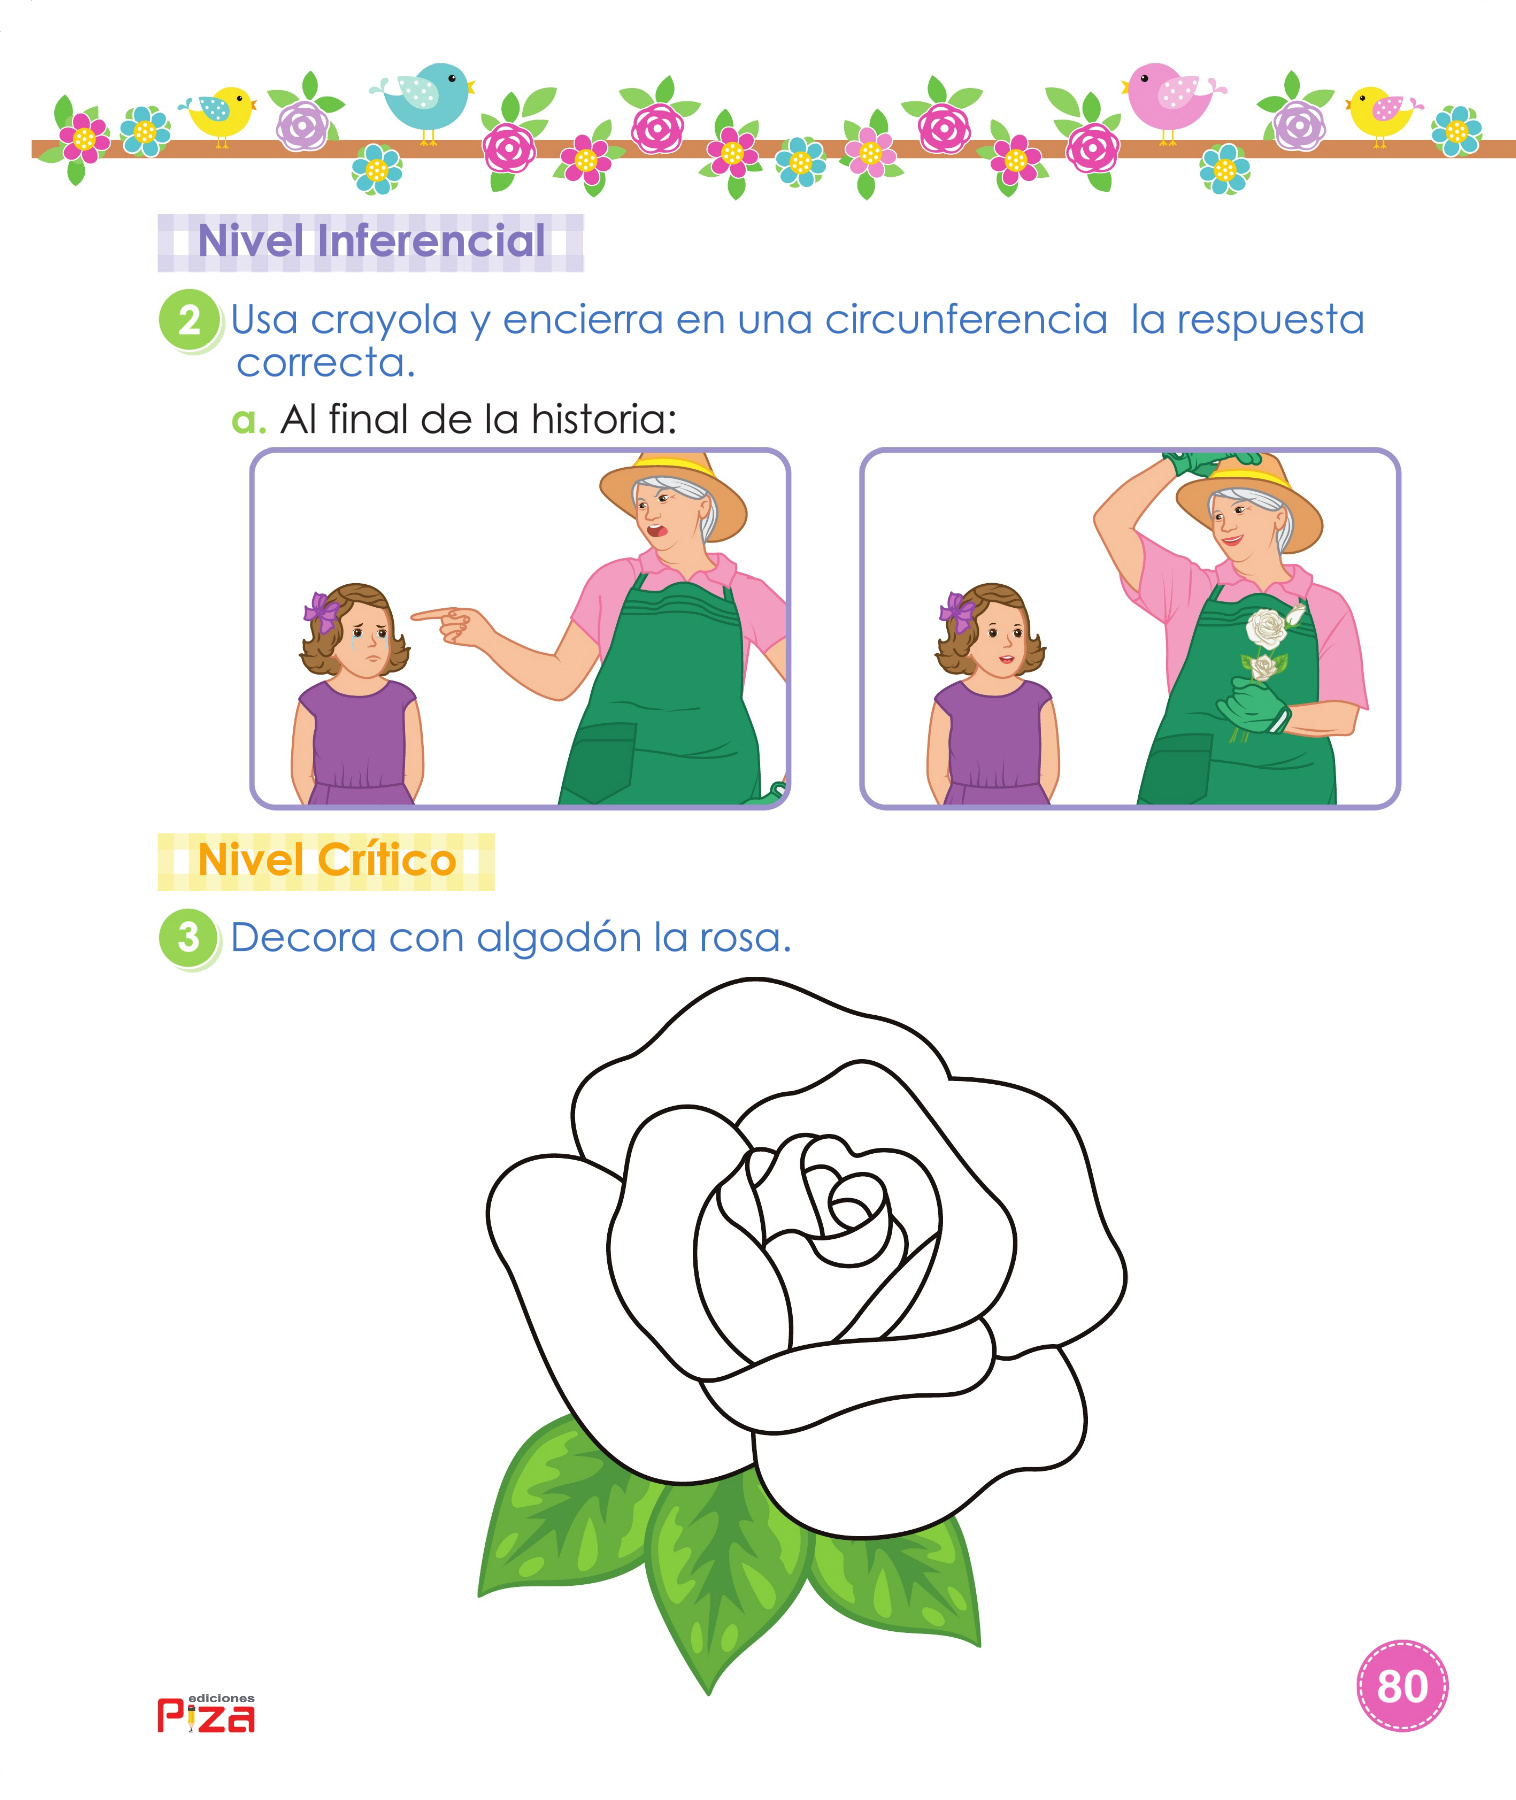 Nivel Inferencial
2 Usa crayola y encierra en una circunferencia la respuesta
correcta.
a. Al final de la historia:
Nivel Crítico
3 Decora con algodón la rosa.
ediciones
Piza
80